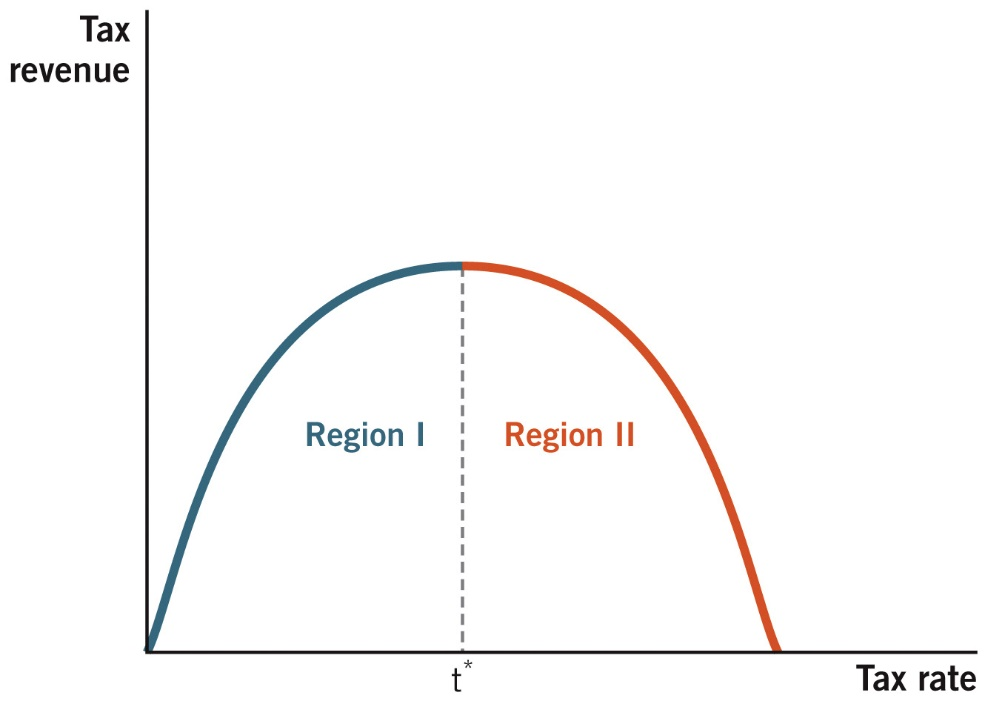 Tax
revenue
Region I
Region II
t*
Tax rate